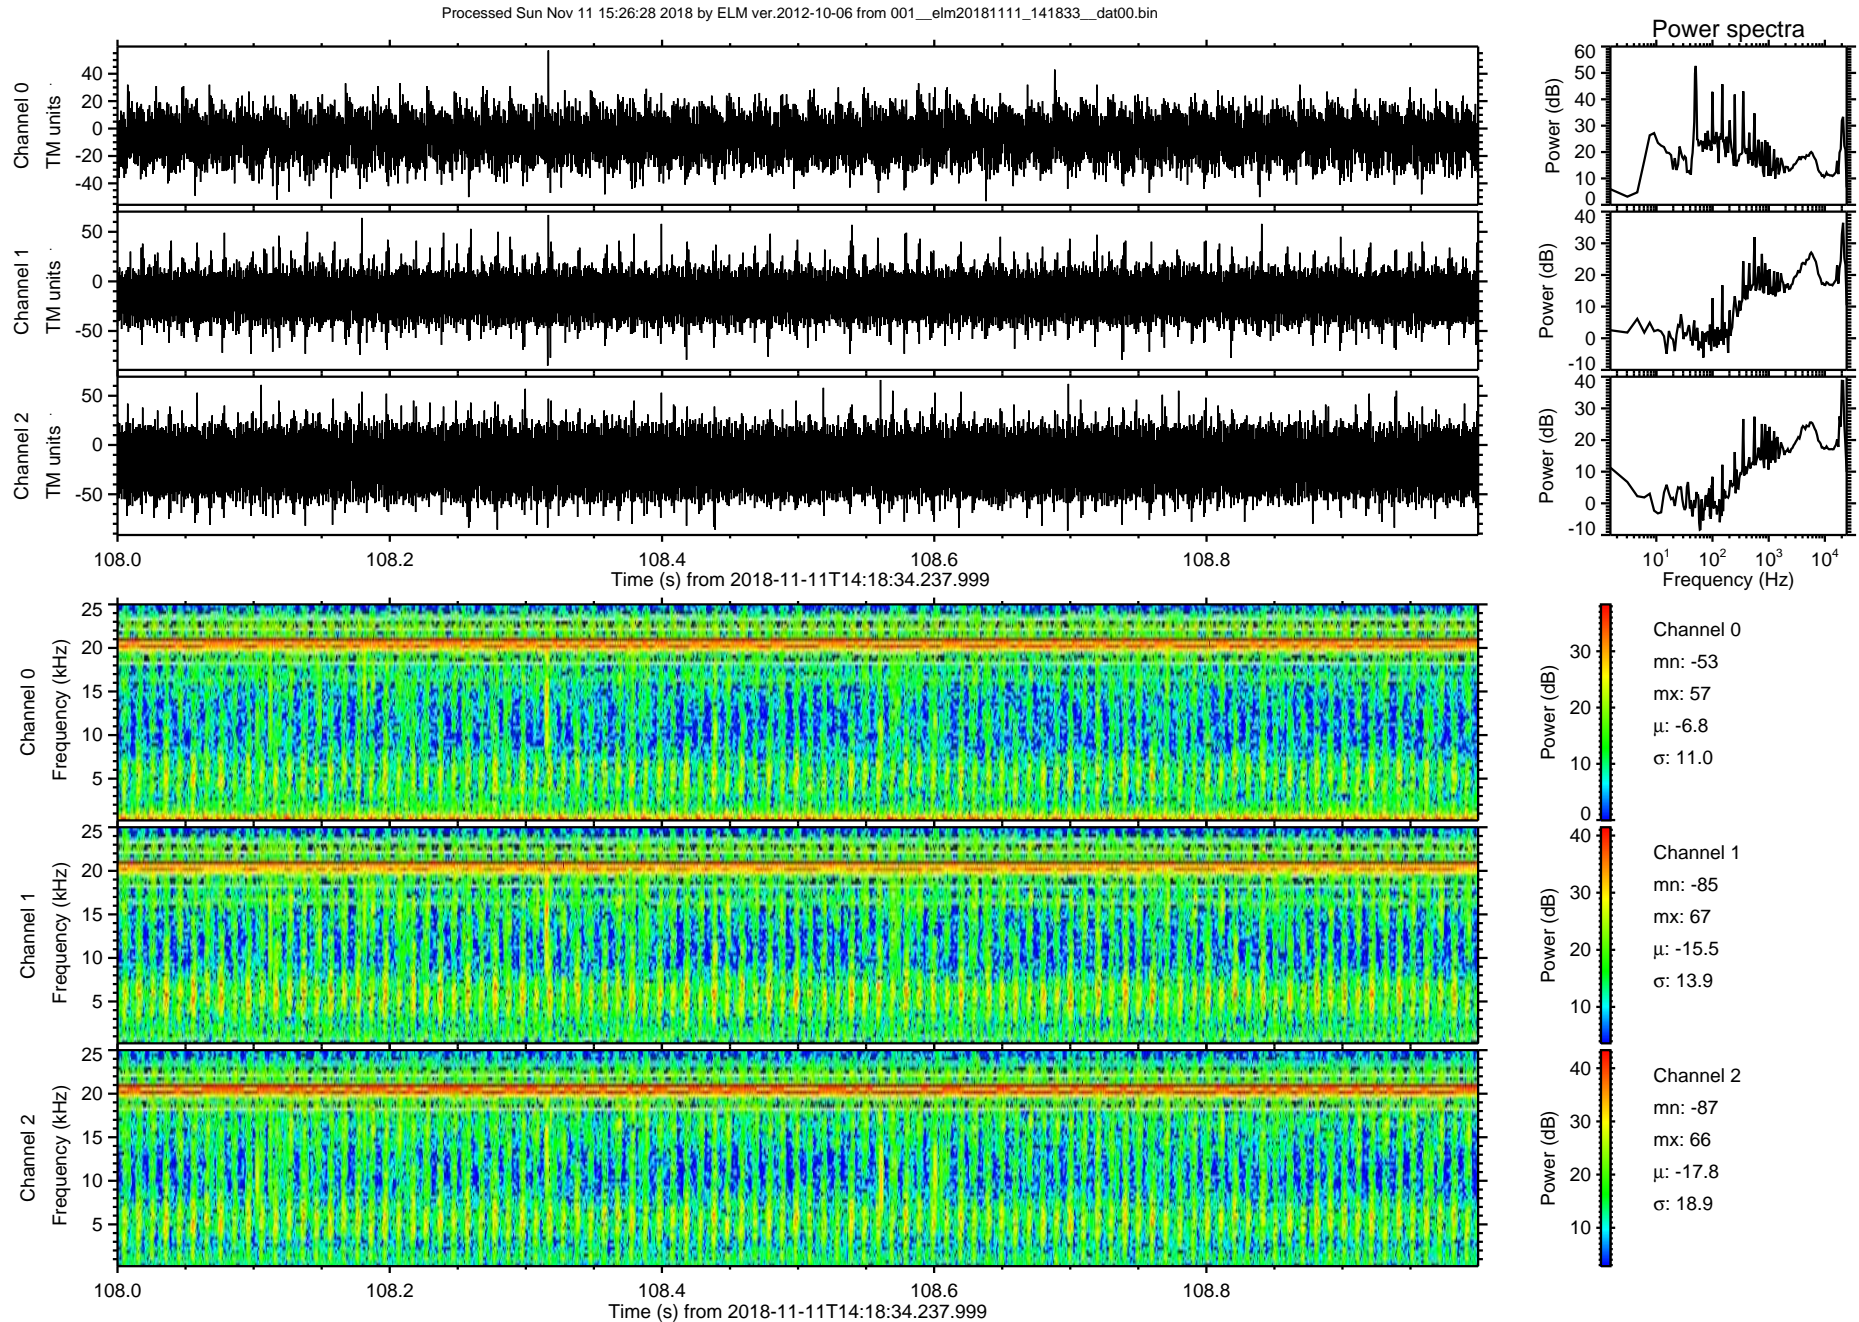 Processed Sun Nov 11 15:26:28 2018 by ELM ver.2012-10-06 from 001__elm20181111_141833__dat00.bin
Power spectra
Channel 0
TM units
40
20
0
-20
-40
Power (dB)
60
50
40
30
20
10
0
Channel 1
TM units
50
0
-50
Power (dB)
40
30
20
10
0
-10
Channel 2
TM units
50
0
-50
Power (dB)
40
30
20
10
0
-10
108.0 108.2 108.4 108.6 108.8
Time (s) from 2018-11-11T14:18:34.237.999
10¹ 10² 10³ 10⁴
Frequency (Hz)
Channel 0
Frequency (kHz)
25
20
15
10
5
Power (dB)
30
20
10
0
Channel 0
mn: -53
mx: 57
μ: -6.8
σ: 11.0
Channel 1
Frequency (kHz)
25
20
15
10
5
Power (dB)
40
30
20
10
Channel 1
mn: -85
mx: 67
μ: -15.5
σ: 13.9
Channel 2
Frequency (kHz)
25
20
15
10
5
Power (dB)
40
30
20
10
Channel 2
mn: -87
mx: 66
μ: -17.8
σ: 18.9
108.0 108.2 108.4 108.6 108.8
Time (s) from 2018-11-11T14:18:34.237.999